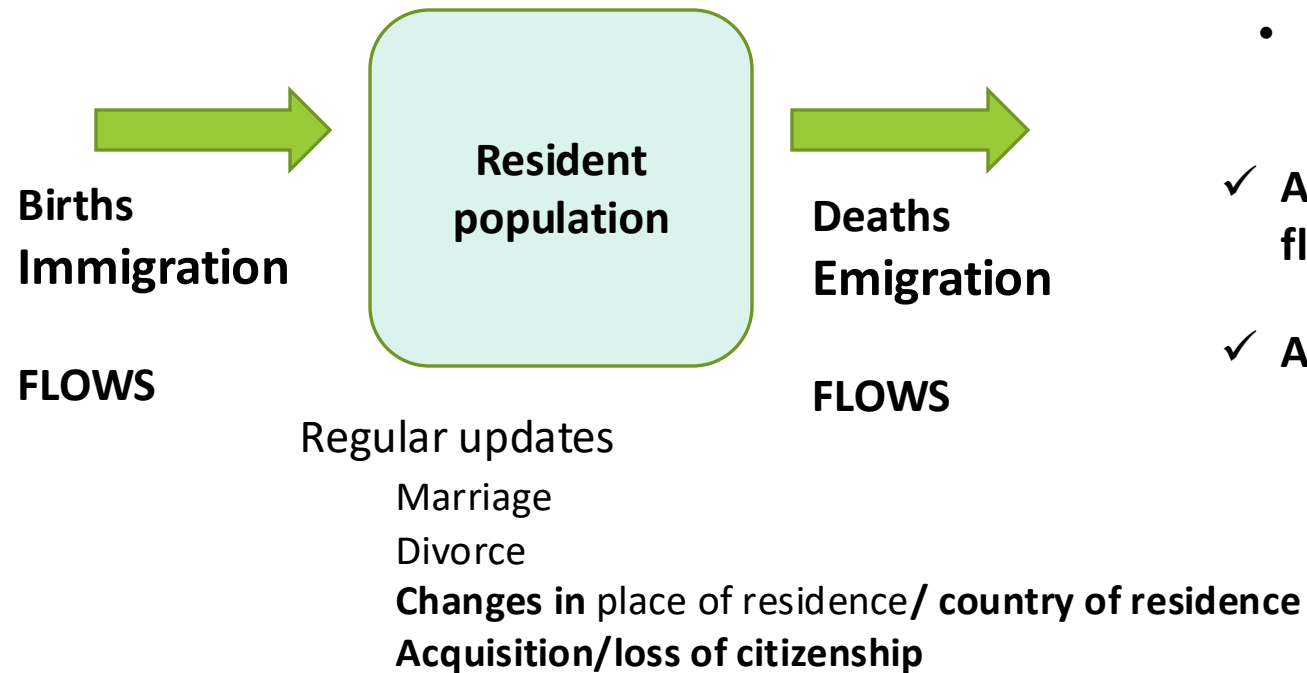 Births
Immigration
FLOWS
Resident
population
Deaths
Emigration
FLOWS
Regular updates
Marriage
Divorce
Changes in place of residence/ country of residence
Acquisition/loss of citizenship
•
✓ A
✓ A